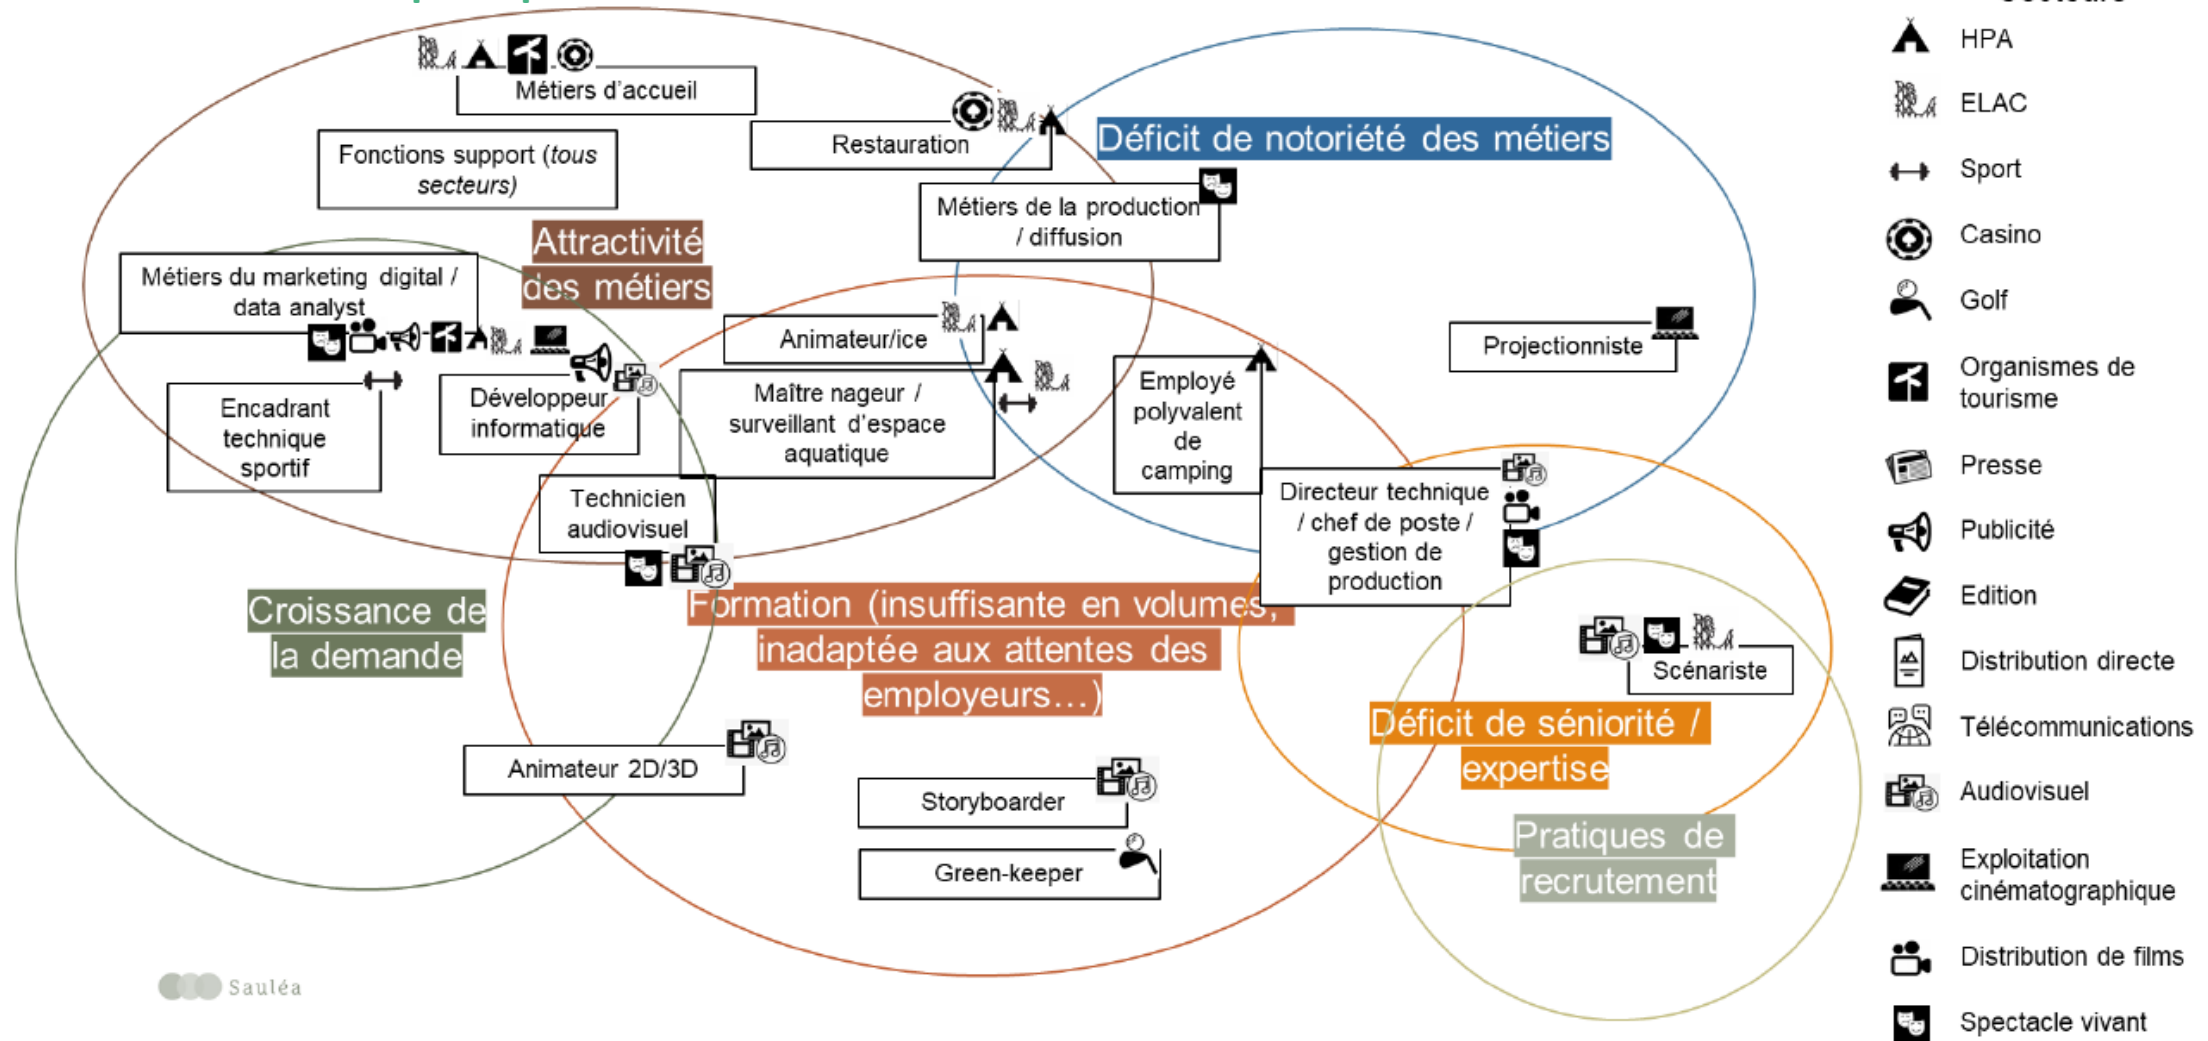 Métiers d'accueil
Restauration
Déficit de notoriété des métiers
Fonctions support (tous
secteurs)
Métiers de la production
/ diffusion
Attractivité
des métiers
Métiers du marketing digital /
data analyst
Animateur/ice
Projectionniste
Encadrant
technique
sportif
Développeur
informatique
Maître nageur /
surveillant d'espace
aquatique
Employé
polyvalent
de
camping
Technicien
audiovisuel
Directeur technique
/ chef de poste /
gestion de
production
Croissance de
la demande
Formation (insuffisante en volumes,
inadaptée aux attentes des
employeurs…)
Scénariste
Déficit de séniorité /
expertise
Animateur 2D/3D
Storyboarder
Green-keeper
Pratiques de
recrutement
Sauléa
HPA
ELAC
Sport
Casino
Golf
Organismes de
tourisme
Presse
Publicité
Edition
Distribution directe
Télécommunications
Audiovisuel
Exploitation
cinématographique
Distribution de films
Spectacle vivant